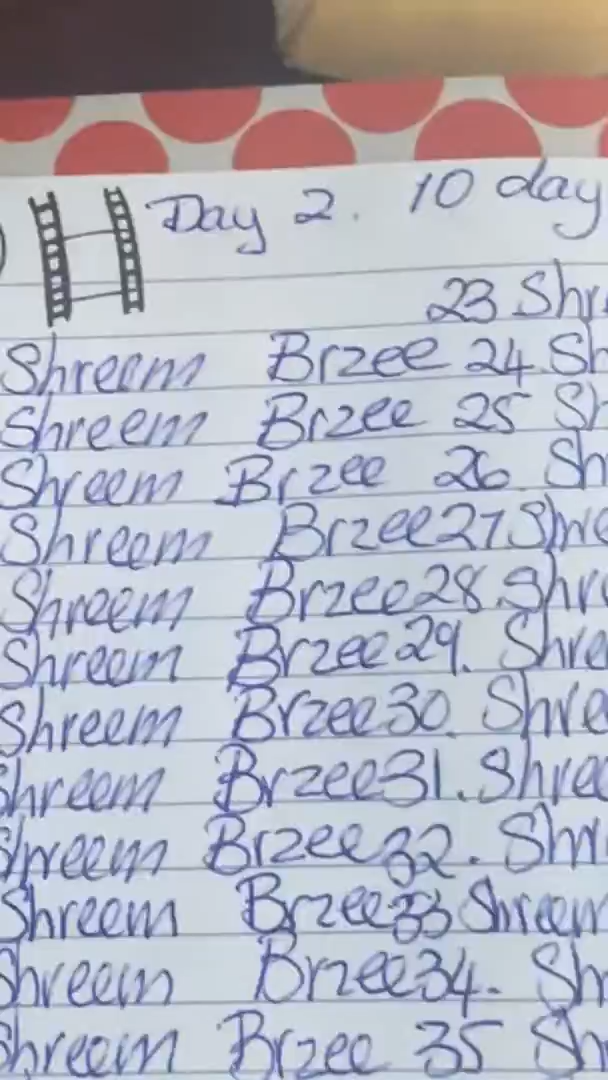 Day 2. 10 day
23 Shr
Shreem Brzee 24 Sh
Shreem Brzee 25 Sh
Shreem Brzee 26 Sh
Shreem Brzee 27 Shre
Shreem Brzee 28. Shre
Shreem Brzee 29. Shre
Shreem Brzee 30. Shre
Shreem Brzee 31. Shree
Shreem Brzee 32. Shr
Shreem Brzee 33 Shreem
Shreem Brzee 34. Sh
Shreem Brzee 35 Sh